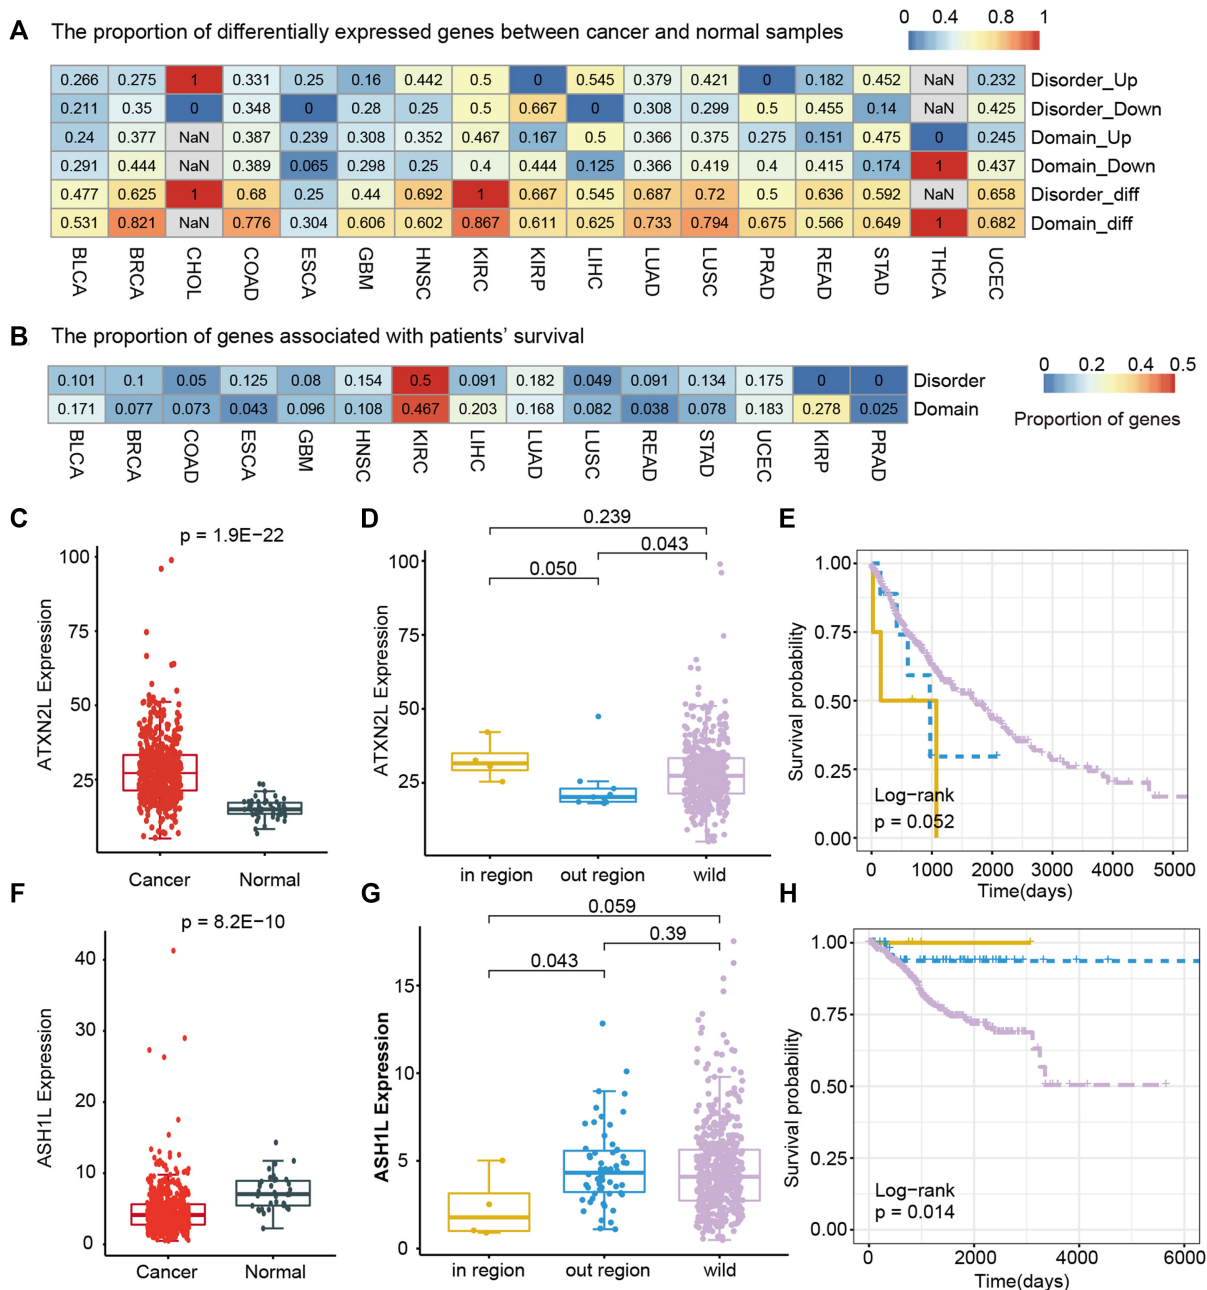 A The proportion of differentially expressed genes between cancer and normal samples
0 0.4 0.8 1
0.266 0.275 1 0.331 0.25 0.16 0.442 0.5 0 0.545 0.379 0.421 0 0.182 0.452 NaN 0.232 Disorder_Up
0.211 0.35 0 0.348 0 0.28 0.25 0.5 0.667 0 0.308 0.299 0.5 0.455 0.14 NaN 0.425 Disorder_Down
0.24 0.377 NaN 0.387 0.239 0.308 0.352 0.467 0.167 0.5 0.366 0.375 0.275 0.151 0.475 0 0.245 Domain_Up
0.291 0.444 NaN 0.389 0.065 0.298 0.25 0.4 0.444 0.125 0.366 0.419 0.4 0.415 0.174 1 0.437 Domain_Down
0.477 0.625 1 0.68 0.25 0.44 0.692 1 0.667 0.545 0.687 0.72 0.5 0.636 0.592 NaN 0.658 Disorder_diff
0.531 0.821 NaN 0.776 0.304 0.606 0.602 0.867 0.611 0.625 0.733 0.794 0.675 0.566 0.649 1 0.682 Domain_diff
BLCA BRCA CHOL COAD ESCA GBM HNSC KIRC KIRP LIHC LUAD LUSC PRAD READ STAD THCA UCEC
B The proportion of genes associated with patients' survival
0 0.2 0.4 0.5
Proportion of genes
0.101 0.1 0.05 0.125 0.08 0.154 0.5 0.091 0.182 0.049 0.091 0.134 0.175 0 0 Disorder
0.171 0.077 0.073 0.043 0.096 0.108 0.467 0.203 0.168 0.082 0.038 0.078 0.183 0.278 0.025 Domain
BLCA BRCA COAD ESCA GBM HNSC KIRC LIHC LUAD LUSC READ STAD UCEC KIRP PRAD
C
p = 1.9E−22
ATXN2L Expression
100
75
50
25
Cancer Normal
D
0.239
0.043
0.050
ATXN2L Expression
100
75
50
25
in region out region wild
E
Survival probability
1.00
0.75
0.50
0.25
0.00
Log−rank
p = 0.052
0 1000 2000 3000 4000 5000
Time(days)
F
p = 8.2E−10
ASH1L Expression
40
30
20
10
0
Cancer Normal
G
0.059
0.39
0.043
ASH1L Expression
15
10
5
0
in region out region wild
H
Survival probability
1.00
0.75
0.50
0.25
0.00
Log−rank
p = 0.014
0 2000 4000 6000
Time(days)